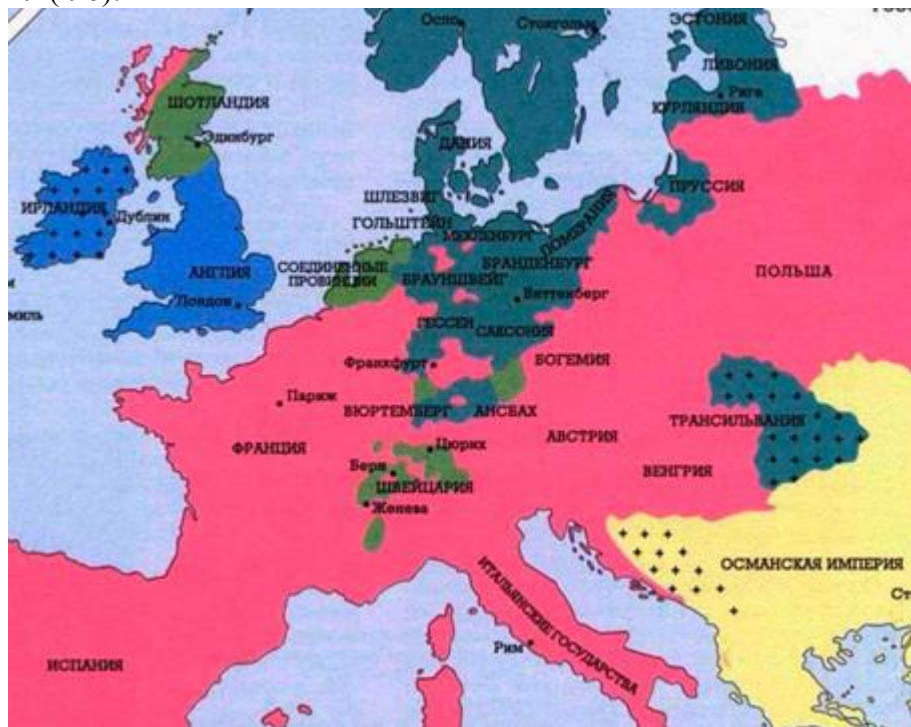 Осло
Стокгольм
ЭСТОНИЯ
ЛИВОНИЯ
Рига
КУРЛЯНДИЯ
ШОТЛАНДИЯ
Эдинбург
ДАНИЯ
ПРУССИЯ
ШЛЕЗВИГ
ИРЛАНДИЯ
Дублин
ГОЛЬШТЕЙН
МЕКЛЕНБУРГ
ПОМЕРАНИЯ
АНГЛИЯ
СОЕДИНЕННЫЕ
ПРОВИНЦИИ
БРАНДЕНБУРГ
БРАУНШВЕЙГ
ПОЛЬША
Лондон
Виттенберг
миль
ГЕССЕН
САКСОНИЯ
Франкфурт
БОГЕМИЯ
Париж
ВЮРТЕМБЕРГ
АНСБАХ
ТРАНСИЛЬВАНИЯ
ФРАНЦИЯ
Цюрих
АВСТРИЯ
Берн
ВЕНГРИЯ
ШВЕЙЦАРИЯ
Женева
ОСМАНСКАЯ ИМПЕРИЯ
Ст
ИТАЛЬЯНСКИЕ ГОСУДАРСТВА
Рим
ИСПАНИЯ